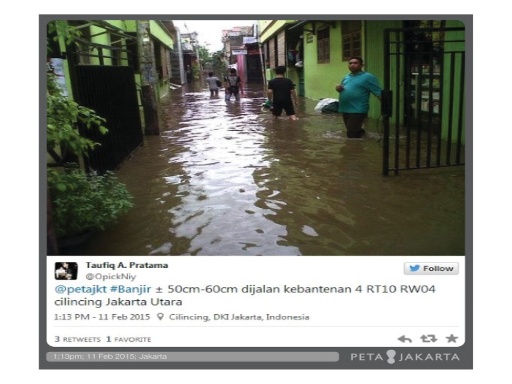 Taufiq A. Pratama
@OpickNiy
Follow
@petajkt #Banjir ± 50cm-60cm dijalan kebantenan 4 RT10 RW04
cilincing Jakarta Utara
1:13 PM - 11 Feb 2015 Cilincing, DKI Jakarta, Indonesia
3 RETWEETS 1 FAVORITE
1:13pm; 11 Feb 2015; Jakarta
PETA JAKARTA